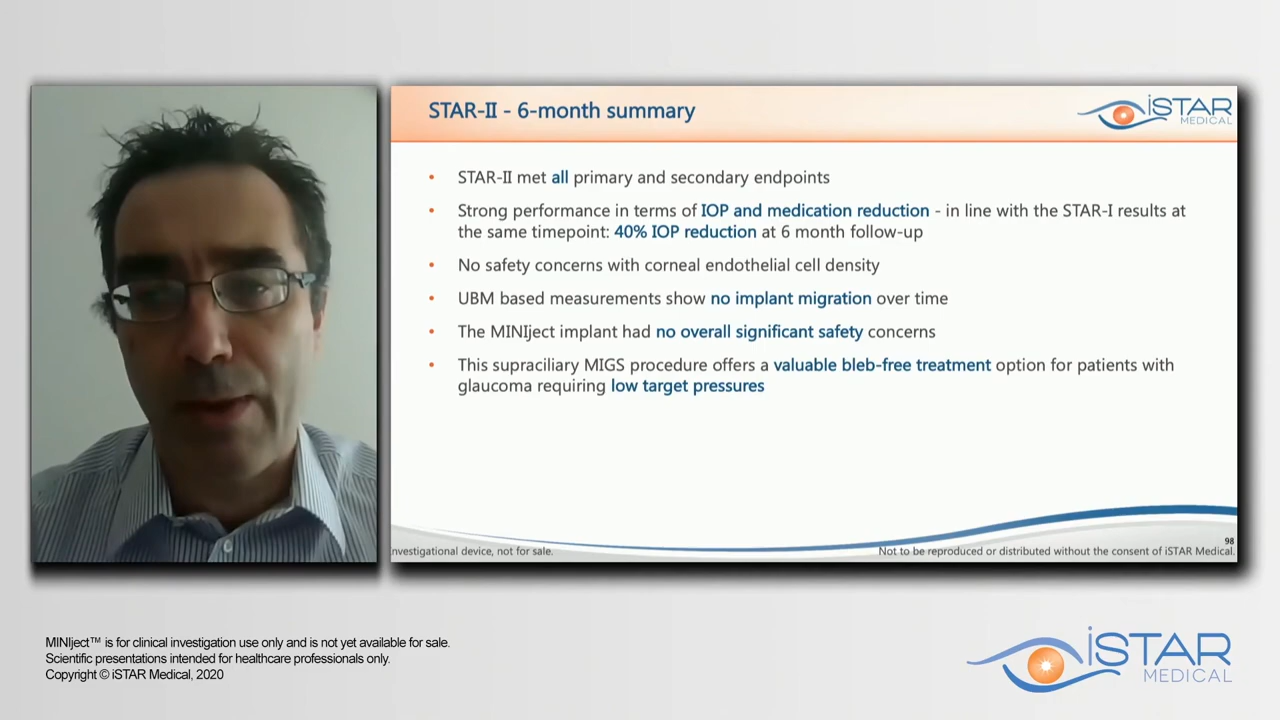 STAR-II - 6-month summary
iSTAR
MEDICAL
• STAR-II met all primary and secondary endpoints
• Strong performance in terms of IOP and medication reduction - in line with the STAR-I results at
the same timepoint: 40% IOP reduction at 6 month follow-up
• No safety concerns with corneal endothelial cell density
• UBM based measurements show no implant migration over time
• The MINIject implant had no overall significant safety concerns
• This supraciliary MIGS procedure offers a valuable bleb-free treatment option for patients with
glaucoma requiring low target pressures
98
nvestigational device, not for sale.
Not to be reproduced or distributed without the consent of iSTAR Medical.
MINIject™ is for clinical investigation use only and is not yet available for sale.
Scientific presentations intended for healthcare professionals only.
Copyright © iSTAR Medical, 2020
iSTAR
MEDICAL